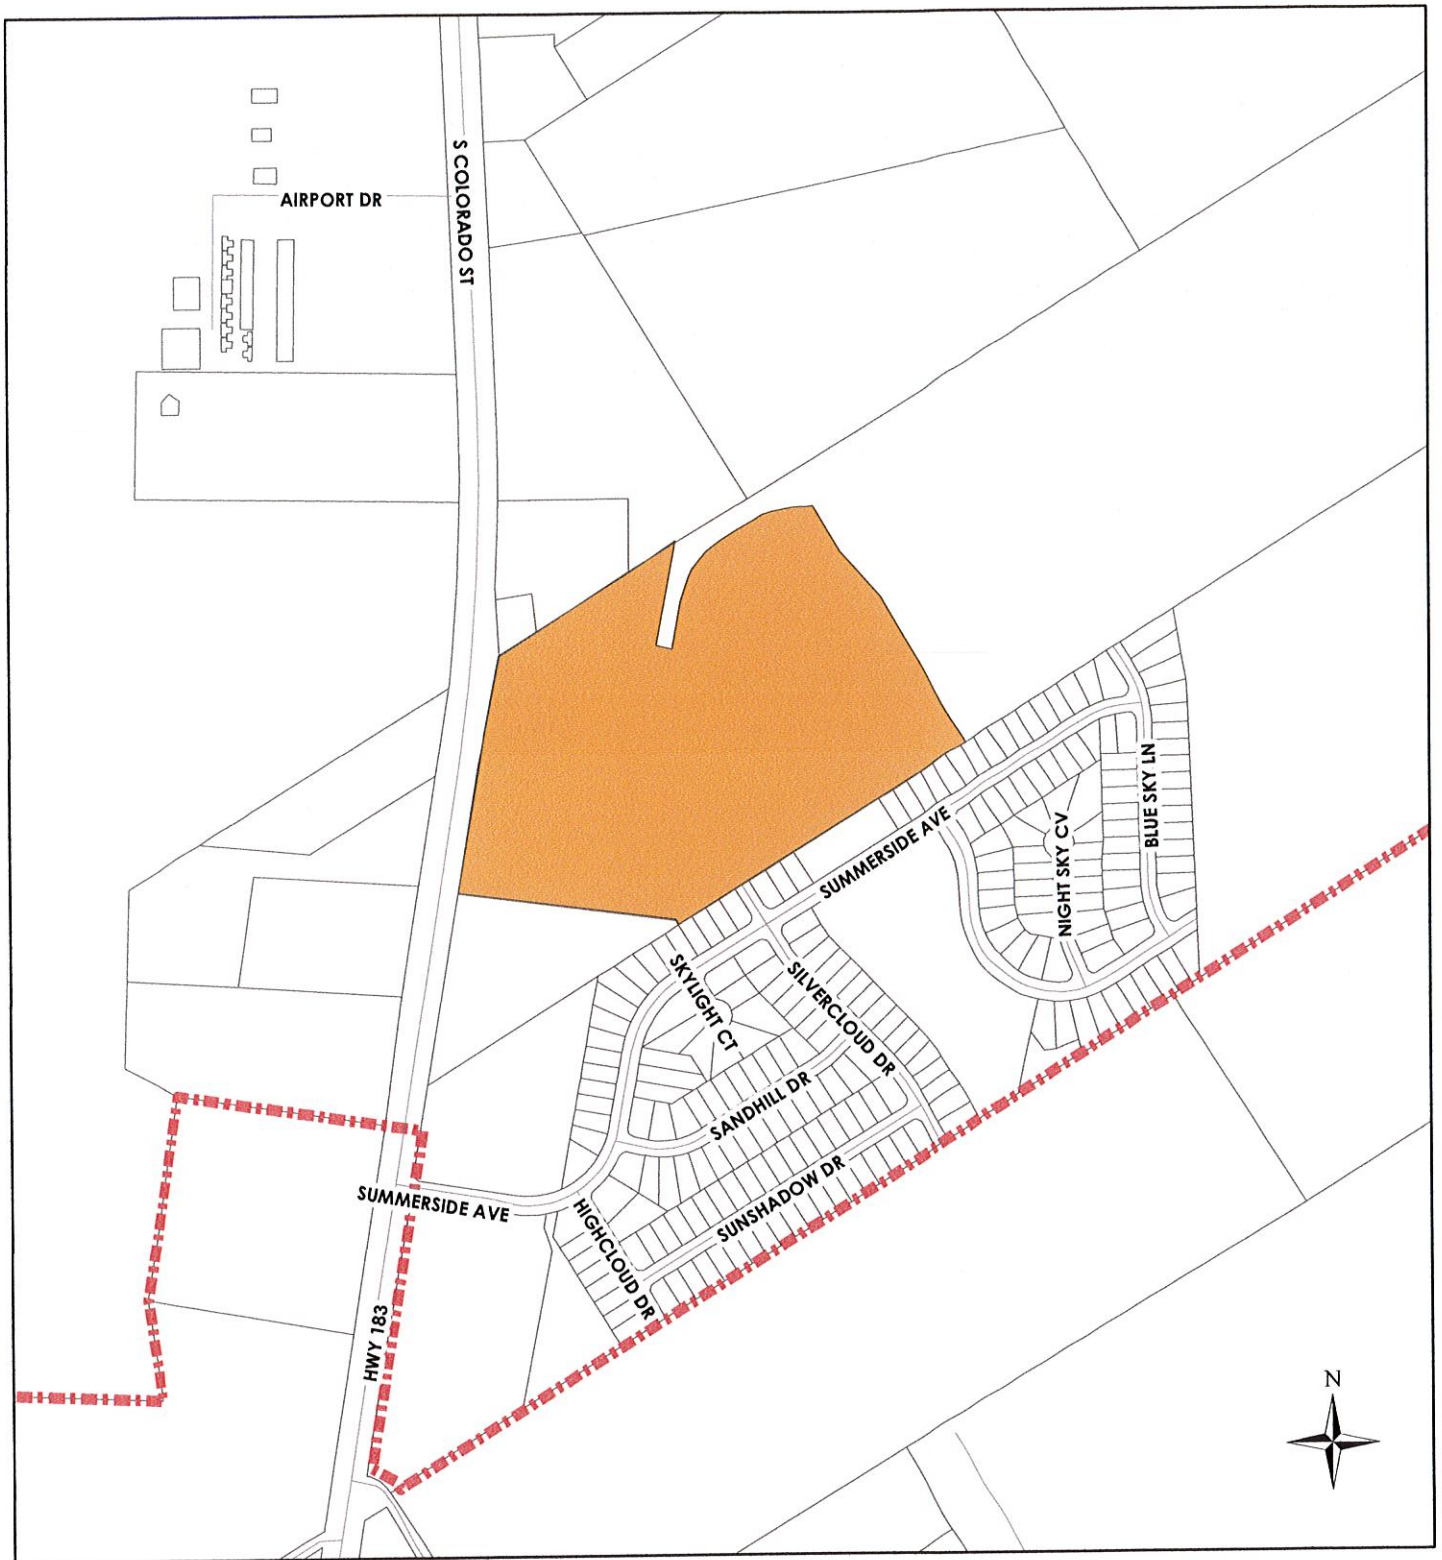 S COLORADO ST
AIRPORT DR
BLUE SKY LN
NIGHT SKY CV
SUMMERSIDE AVE
SKYLIGHT CT
SILVERCLOUD DR
SANDHILL DR
SUNSHADOW DR
SUMMERSIDE AVE
HIGHCLOUD DR
HWY 183
N